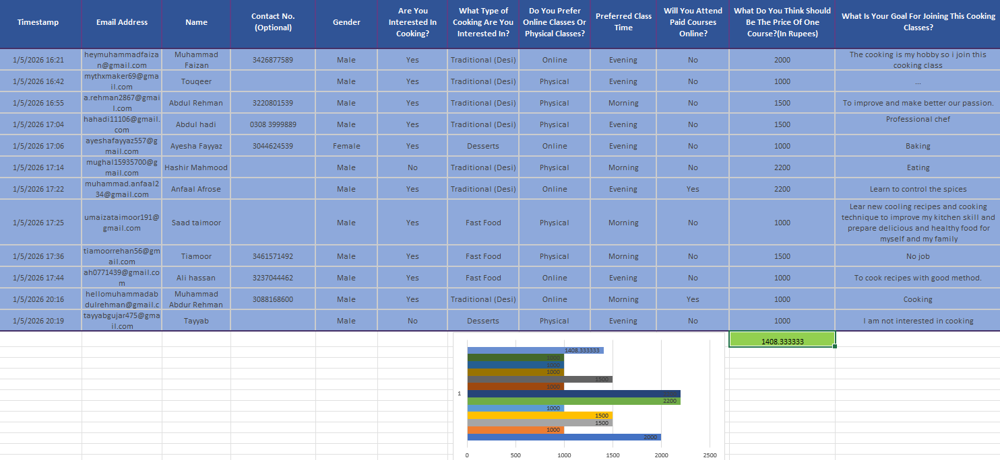 Timestamp
Email Address
Name
Contact No.
(Optional)
Gender
Are You
Interested In
Cooking?
What Type of
Cooking Are You
Interested In?
Do You Prefer
Online Classes Or
Physical Classes?
Preferred Class
Time
Will You Attend
Paid Courses
Online?
What Do You Think Should
Be The Price Of One
Course?(In Rupees)
What Is Your Goal For Joining This Cooking
Classes?
1/5/2026 16:21
heymuhammadfaiza
n@gmail.com
Muhammad
Faizan
3426877589
Male
Yes
Traditional (Desi)
Online
Evening
No
2000
The cooking is my hobby so i join this
cooking class
1/5/2026 16:42
mythxmaker69@gma
il.com
Touqeer
Male
Yes
Traditional (Desi)
Physical
Evening
No
1000
...
1/5/2026 16:55
a.rehman2867@gmai
l.com
Abdul Rehman
3220801539
Male
Yes
Traditional (Desi)
Physical
Morning
No
1500
To improve and make better our passion.
1/5/2026 17:04
hahadi11106@gmail.
com
Abdul hadi
0308 3999889
Male
Yes
Traditional (Desi)
Physical
Evening
No
1500
Professional chef
1/5/2026 17:06
ayeshafayyaz557@g
mail.com
Ayesha Fayyaz
3044624539
Female
Yes
Desserts
Online
Evening
No
1000
Baking
1/5/2026 17:14
mughal15935700@g
mail.com
Hashir Mahmood
Male
No
Traditional (Desi)
Physical
Morning
No
2200
Eating
1/5/2026 17:22
muhammad.anfaal2
34@gmail.com
Anfaal Afrose
Male
Yes
Traditional (Desi)
Online
Evening
Yes
2200
Learn to control the spices
1/5/2026 17:25
umaizataimoor191@
gmail.com
Saad taimoor
Male
Yes
Fast Food
Physical
Morning
No
1000
Lear new cooling recipes and cooking
technique to improve my kitchen skill and
prepare delicious and healthy food for
myself and my family
1/5/2026 17:36
tiamoorrehan56@gm
ail.com
Tiamoor
3461571492
Male
Yes
Fast Food
Physical
Morning
No
1500
No job
1/5/2026 17:44
ah0771439@gmail.co
m
Ali hassan
3237044462
Male
Yes
Fast Food
Online
Evening
No
1000
To cook recipes with good method.
1/5/2026 20:16
hellomuhammadab
dulrehman@gmail.c
Muhammad
Abdur Rehman
3088168600
Male
Yes
Traditional (Desi)
Online
Morning
Yes
1000
Cooking
1/5/2026 20:19
tayyabgujar475@gma
il.com
Tayyab
Male
No
Desserts
Physical
Evening
No
1000
I am not interested in cooking
1408.333333
1408.333333
1000
1000
1000
1500
1000
1
2200
1000
1500
1500
1000
2000
0
500
1000
1500
2000
2500